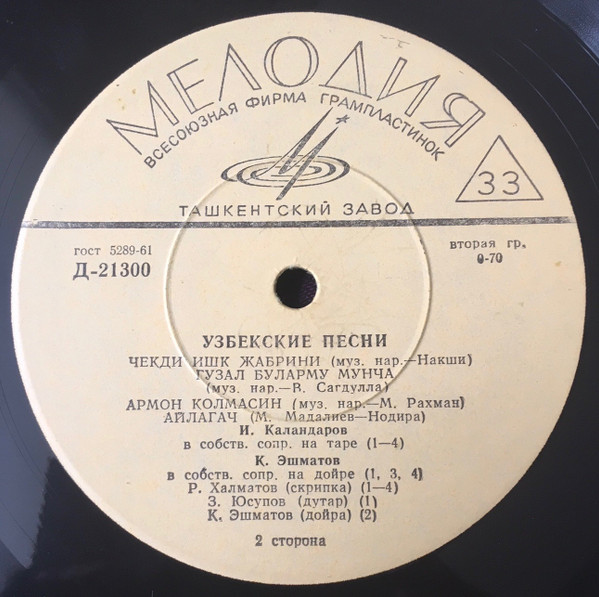 МЕЛОДИЯ
ВСЕСОЮЗНАЯ ФИРМА ГРАМПЛАСТИНОК
33
ТАШКЕНТСКИЙ ЗАВОД
гост 5289-61
Д-21300
вторая гр.
0-70
УЗБЕКСКИЕ ПЕСНИ
ЧЕКДИ ИШК ЖАБРИНИ (муз. нар.—Накши)
ГУЗАЛ БУЛАРМУ МУНЧА
(муз. нар.—В. Сагдулла)
АРМОН КОЛМАСИН (муз. нар.—М. Рахман)
АЙЛАГАЧ (М. Мадалиев—Нодира)
И. Каландаров
в собств. сопр. на таре (1—4)
К. Эшматов
в собств. сопр. на дойре (1, 3, 4)
Р. Халматов (скрипка) (1—4)
З. Юсупов (дутар) (1)
К. Эшматов (дойра) (2)
2 сторона